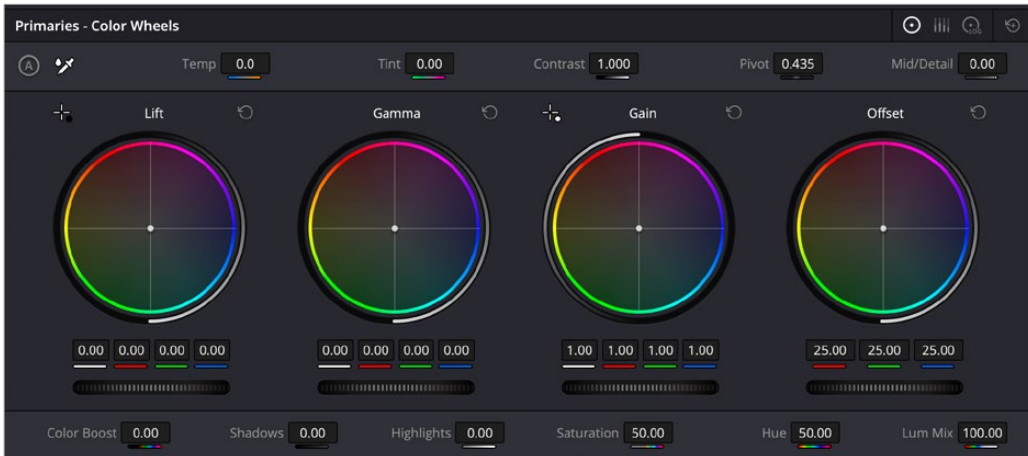 Primaries - Color Wheels
LOG
A Temp 0.0 Tint 0.00 Contrast 1.000 Pivot 0.435 Mid/Detail 0.00
Lift Gamma Gain Offset
0.00 0.00 0.00 0.00 0.00 0.00 0.00 0.00 1.00 1.00 1.00 1.00 25.00 25.00 25.00
Color Boost 0.00 Shadows 0.00 Highlights 0.00 Saturation 50.00 Hue 50.00 Lum Mix 100.00